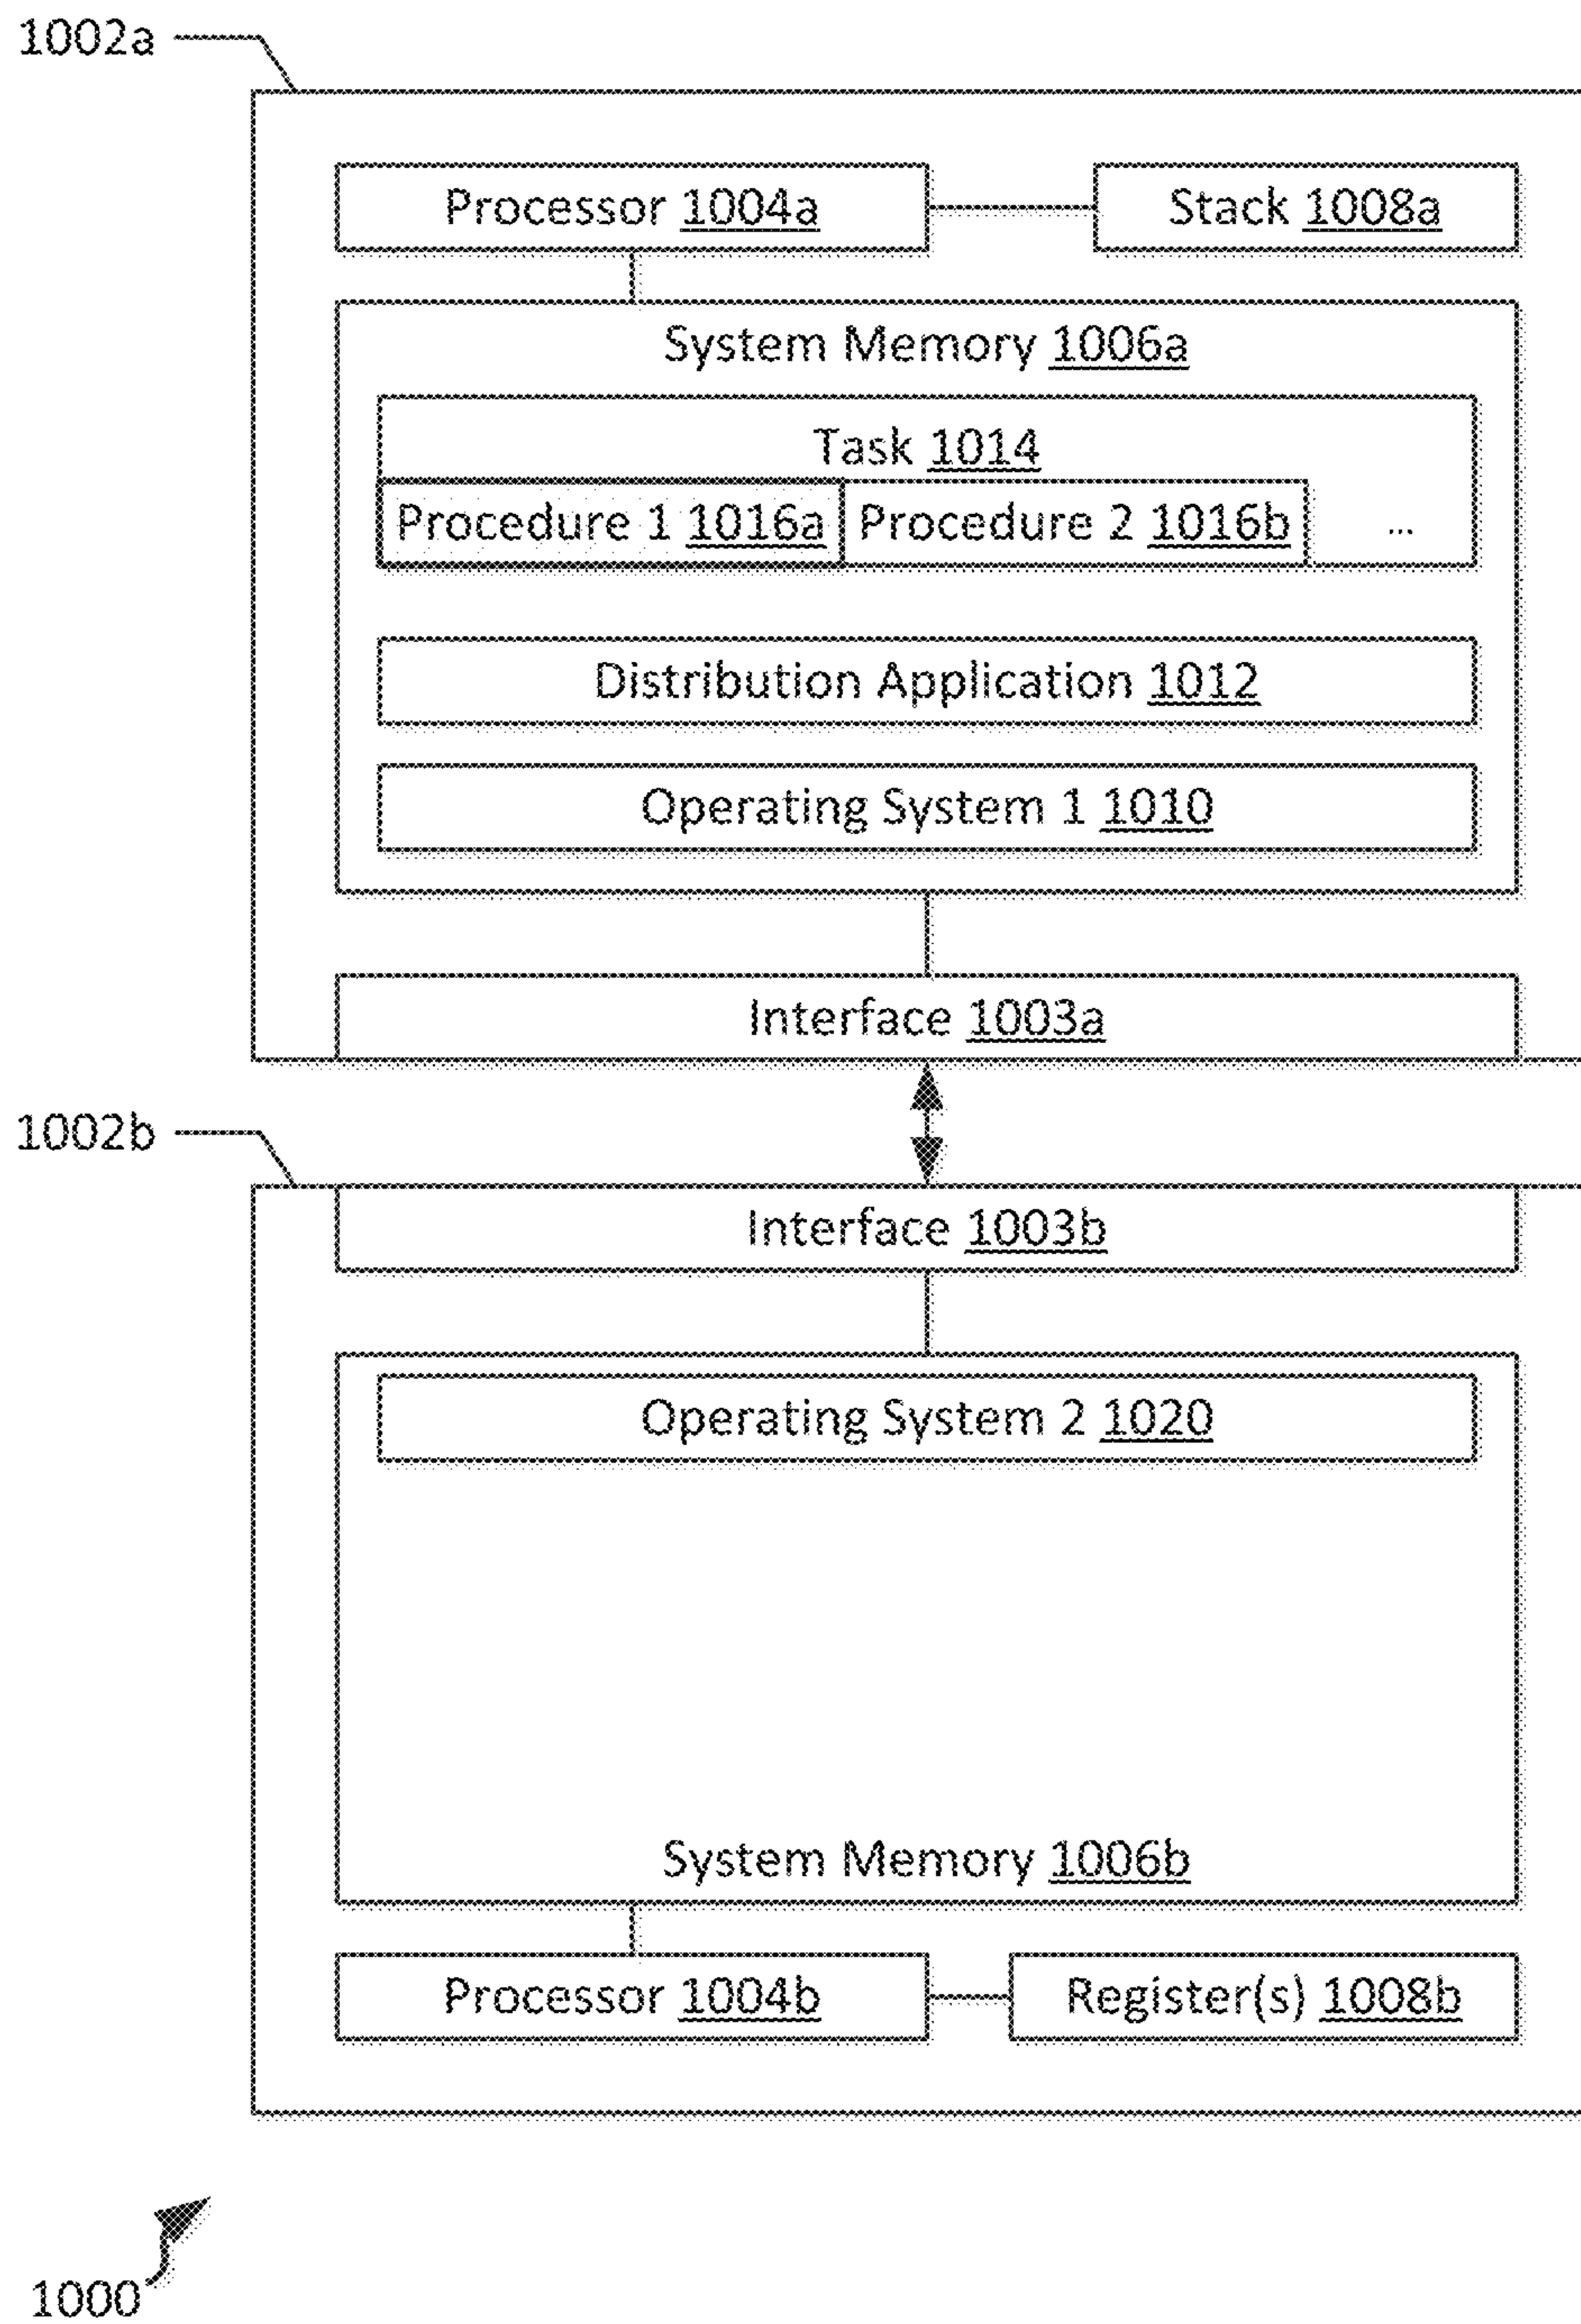 1002a
Processor 1004a
Stack 1008a
System Memory 1006a
Task 1014
Procedure 1 1016a
Procedure 2 1016b
...
Distribution Application 1012
Operating System 1 1010
Interface 1003a
1002b
Interface 1003b
Operating System 2 1020
System Memory 1006b
Processor 1004b
Register(s) 1008b
1000